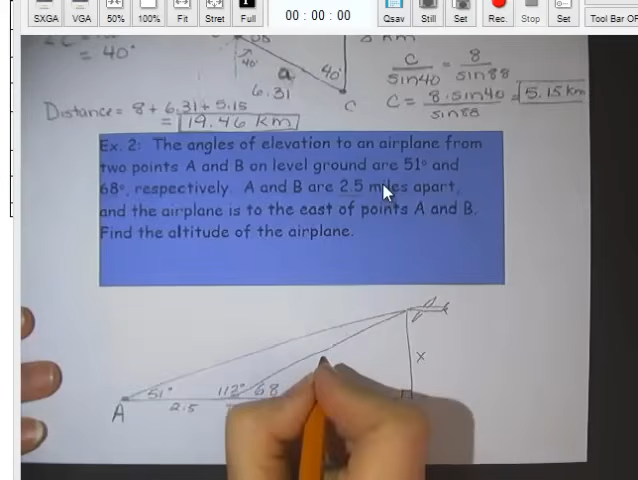 SXGA VGA 50% 100% Fit Stret Full 00 : 00 : 00 Qsav Still Set Rec. Stop Set Tool Bar OF
= 40°
40° a 40° C/sin40 = 8/sin88
6.31 C
C = 8·sin40/sin88 = 5.15 km
Distance = 8 + 6.31 + 5.15
= 19.46 km
Ex. 2: The angles of elevation to an airplane from
two points A and B on level ground are 51° and
68°, respectively. A and B are 2.5 miles apart,
and the airplane is to the east of points A and B.
Find the altitude of the airplane.
x
51° 112° 68
A 2.5